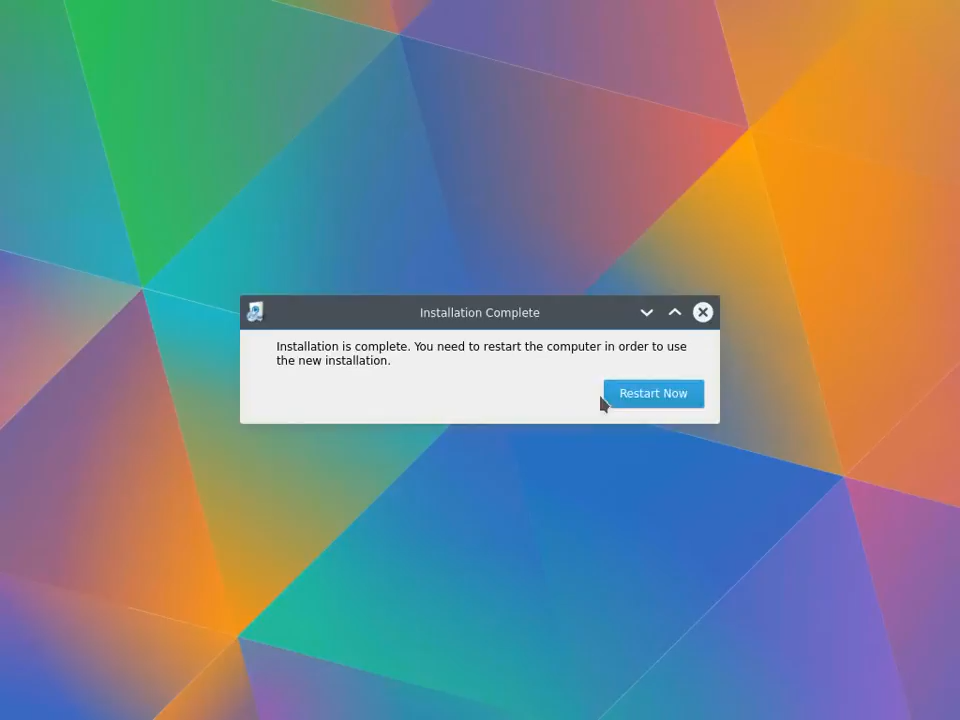 Installation Complete
Installation is complete. You need to restart the computer in order to use
the new installation.
Restart Now